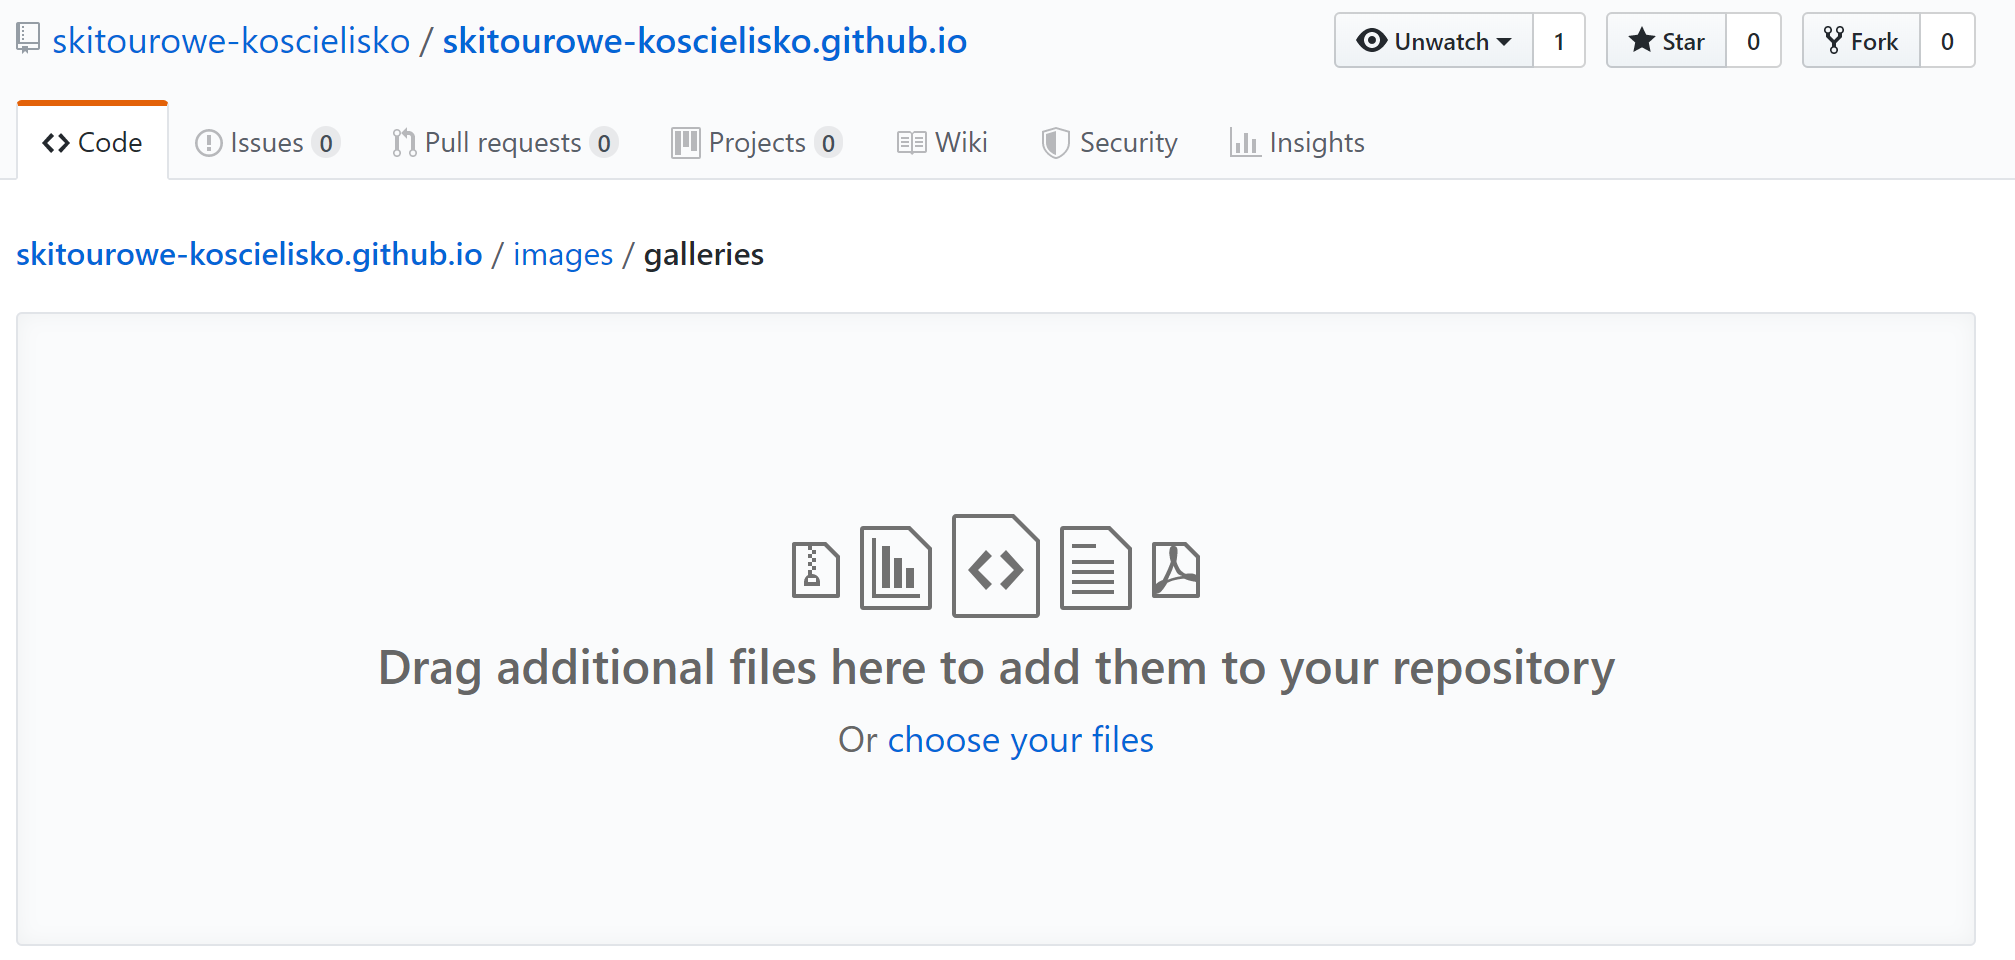 skitourowe-koscielisko / skitourowe-koscielisko.github.io Unwatch 1 Star 0 Fork 0
Code Issues 0 Pull requests 0 Projects 0 Wiki Security Insights
skitourowe-koscielisko.github.io / images / galleries
Drag additional files here to add them to your repository
Or choose your files